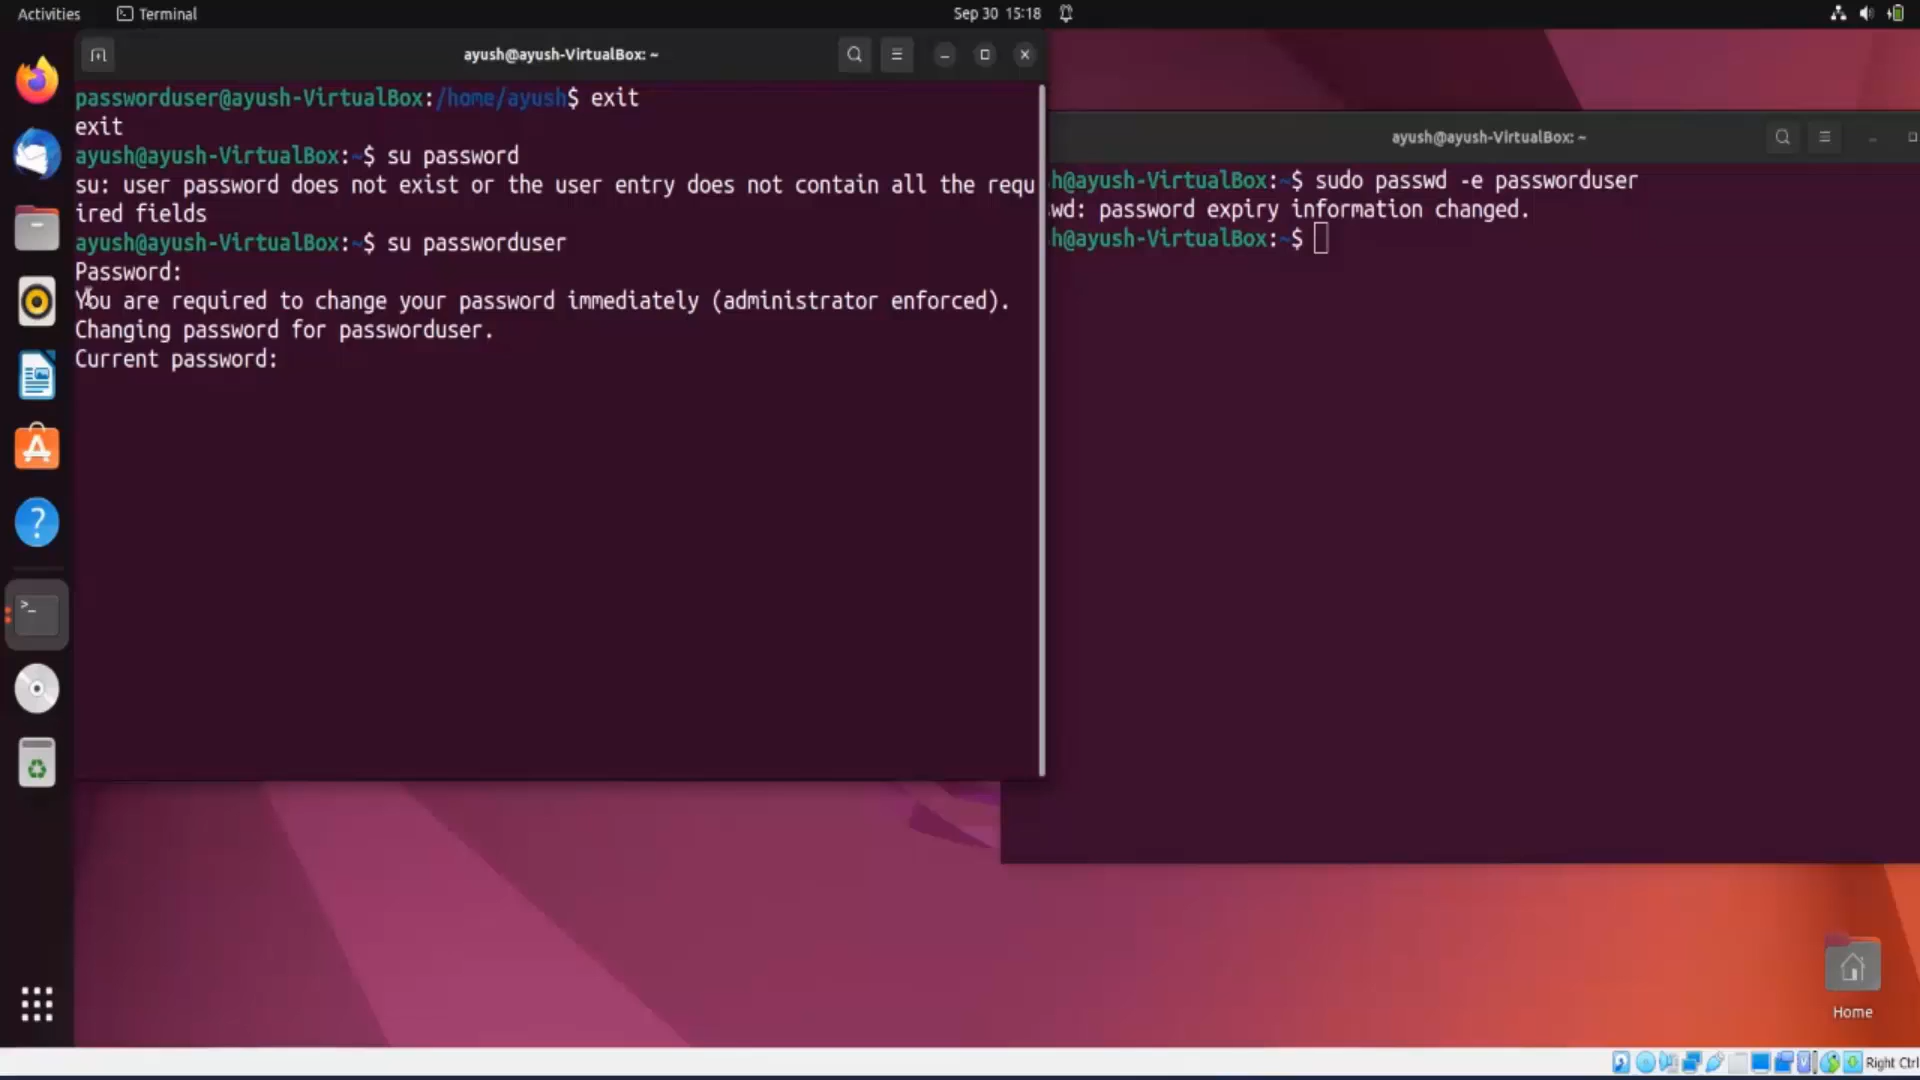 Activities
Terminal
Sep 30 15:18
ayush@ayush-VirtualBox: ~
passworduser@ayush-VirtualBox:/home/ayush$ exit
exit
ayush@ayush-VirtualBox:~$ su password
su: user password does not exist or the user entry does not contain all the requ
ired fields
ayush@ayush-VirtualBox:~$ su passworduser
Password:
You are required to change your password immediately (administrator enforced).
Changing password for passworduser.
Current password:
ayush@ayush-VirtualBox: ~
h@ayush-VirtualBox:~$ sudo passwd -e passworduser
wd: password expiry information changed.
h@ayush-VirtualBox:~$
Home
Right Ctrl